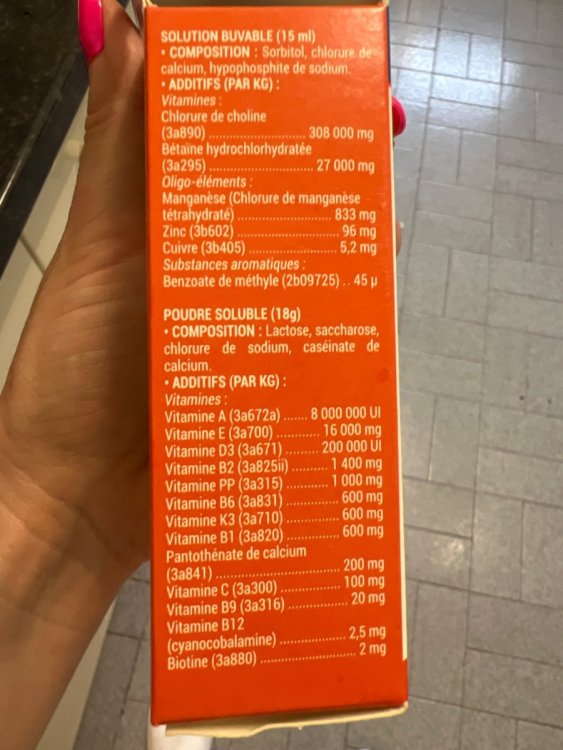 SOLUTION BUVABLE (15 ml)
• COMPOSITION : Sorbitol, chlorure de
calcium, hypophosphite de sodium.
• ADDITIFS (PAR KG) :
Vitamines :
Chlorure de choline
(3a890) ........................ 308 000 mg
Bétaïne hydrochlorhydratée
(3a295) .......................... 27 000 mg
Oligo-éléments :
Manganèse (Chlorure de manganèse
tétrahydraté) ....................... 833 mg
Zinc (3b602) ......................... 96 mg
Cuivre (3b405) ..................... 5,2 mg
Substances aromatiques :
Benzoate de méthyle (2b09725) .. 45 µ
POUDRE SOLUBLE (18g)
• COMPOSITION : Lactose, saccharose,
chlorure de sodium, caséinate de
calcium.
• ADDITIFS (PAR KG) :
Vitamines :
Vitamine A (3a672a) ...... 8 000 000 UI
Vitamine E (3a700) ........... 16 000 mg
Vitamine D3 (3a671) ........ 200 000 UI
Vitamine B2 (3a825ii) ......... 1 400 mg
Vitamine PP (3a315) ........... 1 000 mg
Vitamine B6 (3a831) .............. 600 mg
Vitamine K3 (3a710) .............. 600 mg
Vitamine B1 (3a820) .............. 600 mg
Pantothénate de calcium
(3a841) ............................... 200 mg
Vitamine C (3a300) ............... 100 mg
Vitamine B9 (3a316) ............... 20 mg
Vitamine B12
(cyanocobalamine) ................ 2,5 mg
Biotine (3a880) ....................... 2 mg